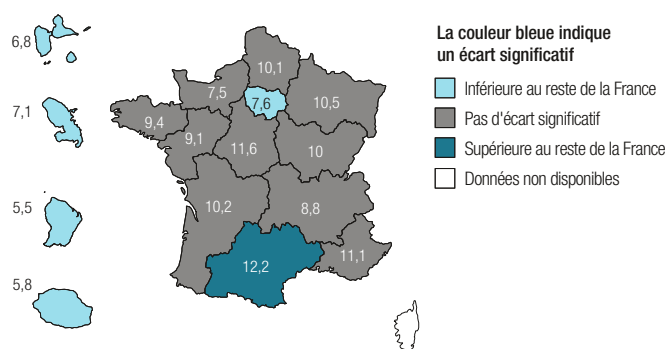 6,8
7,1
5,5
5,8
10,1
7,5
7,6
10,5
9,4
9,1
11,6
10
10,2
8,8
12,2
11,1
La couleur bleue indique
un écart significatif
Inférieure au reste de la France
Pas d'écart significatif
Supérieure au reste de la France
Données non disponibles